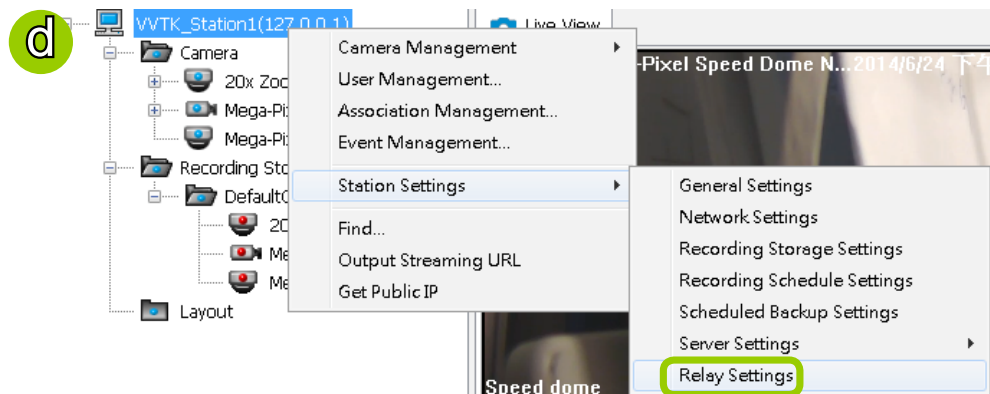 d
VVTK_Station1(127.0.0.1)
Camera
20x Zoo
Mega-Pi
Mega-Pi
Recording Sto
Default
20
Me
Me
Layout
Camera Management
User Management...
Association Management...
Event Management...
Station Settings
Find...
Output Streaming URL
Get Public IP
Live View
-Pixel Speed Dome N...2014/6/24 下午
General Settings
Network Settings
Recording Storage Settings
Recording Schedule Settings
Scheduled Backup Settings
Server Settings
Relay Settings
Speed dome